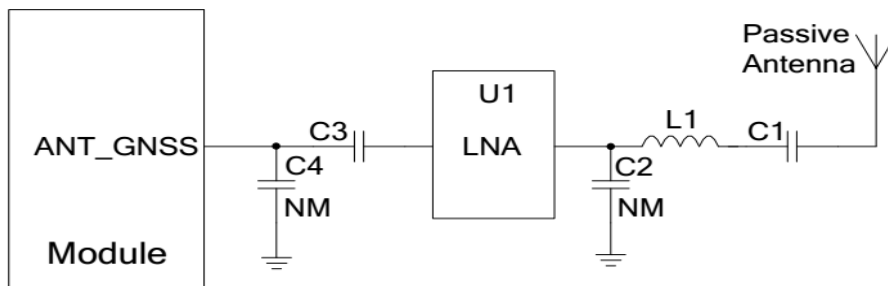 Passive
Antenna
U1
L1
C1
C3
ANT_GNSS
LNA
C4
C2
NM
NM
Module